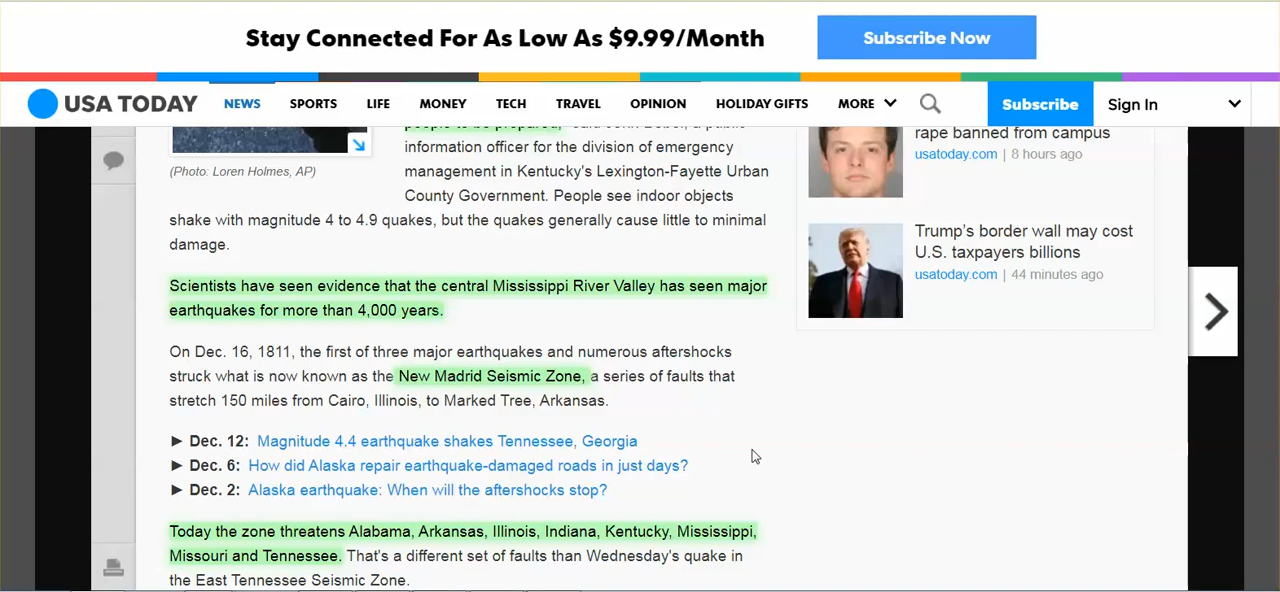 Stay Connected For As Low As $9.99/Month
Subscribe Now
USA TODAY
NEWS SPORTS LIFE MONEY TECH TRAVEL OPINION HOLIDAY GIFTS MORE
Subscribe
Sign In
people to be prepared," said John Bobel, a public
information officer for the division of emergency
management in Kentucky's Lexington-Fayette Urban
County Government. People see indoor objects
(Photo: Loren Holmes, AP)
shake with magnitude 4 to 4.9 quakes, but the quakes generally cause little to minimal
damage.
Scientists have seen evidence that the central Mississippi River Valley has seen major
earthquakes for more than 4,000 years.
On Dec. 16, 1811, the first of three major earthquakes and numerous aftershocks
struck what is now known as the New Madrid Seismic Zone, a series of faults that
stretch 150 miles from Cairo, Illinois, to Marked Tree, Arkansas.
► Dec. 12: Magnitude 4.4 earthquake shakes Tennessee, Georgia
► Dec. 6: How did Alaska repair earthquake-damaged roads in just days?
► Dec. 2: Alaska earthquake: When will the aftershocks stop?
Today the zone threatens Alabama, Arkansas, Illinois, Indiana, Kentucky, Mississippi,
Missouri and Tennessee. That's a different set of faults than Wednesday's quake in
the East Tennessee Seismic Zone.
rape banned from campus
usatoday.com | 8 hours ago
Trump's border wall may cost
U.S. taxpayers billions
usatoday.com | 44 minutes ago